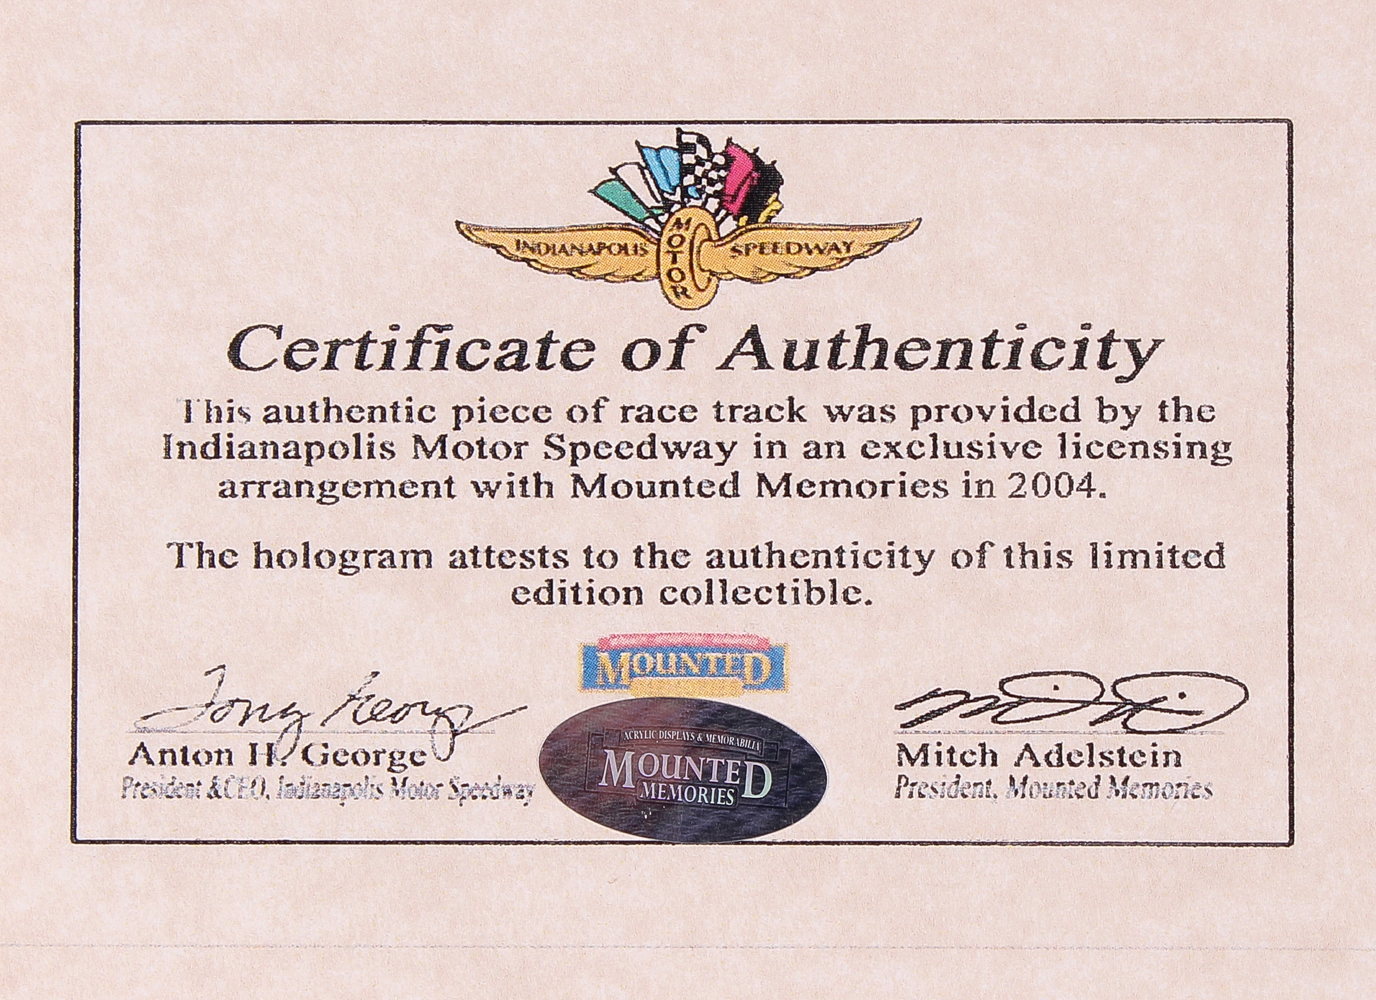 INDIANAPOLIS MOTOR SPEEDWAY
Certificate of Authenticity
This authentic piece of race track was provided by the
Indianapolis Motor Speedway in an exclusive licensing
arrangement with Mounted Memories in 2004.
The hologram attests to the authenticity of this limited
edition collectible.
MOUNTED
Tony George
Anton H. George
President & CEO, Indianapolis Motor Speedway
ACRYLIC DISPLAYS & MEMORABILIA
MOUNTED
MEMORIES
Mitch Adelstein
President, Mounted Memories